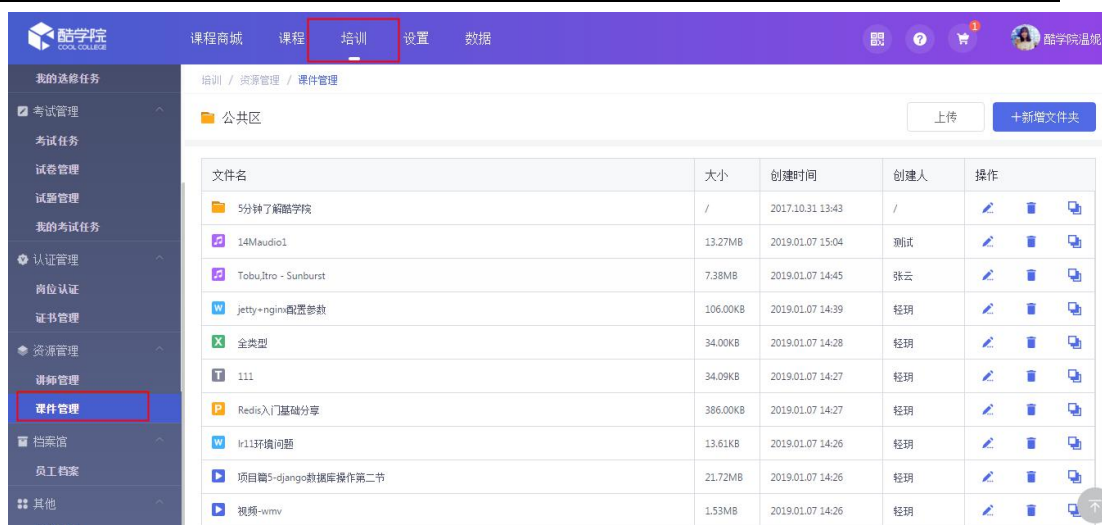 酷学院
COOL COLLEGE
课程商城 课程 培训 设置 数据
1
酷学院温妮
我的选修任务
考试管理
考试任务
试卷管理
试题管理
我的考试任务
认证管理
岗位认证
证书管理
资源管理
讲师管理
课件管理
档案馆
员工档案
其他
培训 / 资源管理 / 课件管理
公共区
上传
+新增文件夹
文件名 大小 创建时间 创建人 操作
5分钟了解酷学院 / 2017.10.31 13:43 /
14Maudio1 13.27MB 2019.01.07 15:04 测试
Tobu,Itro - Sunburst 7.38MB 2019.01.07 14:45 张云
W jetty+nginx配置参数 106.00KB 2019.01.07 14:39 轻玥
X 全类型 34.00KB 2019.01.07 14:28 轻玥
T 111 34.09KB 2019.01.07 14:27 轻玥
P Redis入门基础分享 386.00KB 2019.01.07 14:27 轻玥
W lr11环境问题 13.61KB 2019.01.07 14:26 轻玥
项目篇5-django数据库操作第二节 21.72MB 2019.01.07 14:26 轻玥
视频-wmv 1.53MB 2019.01.07 14:26 轻玥